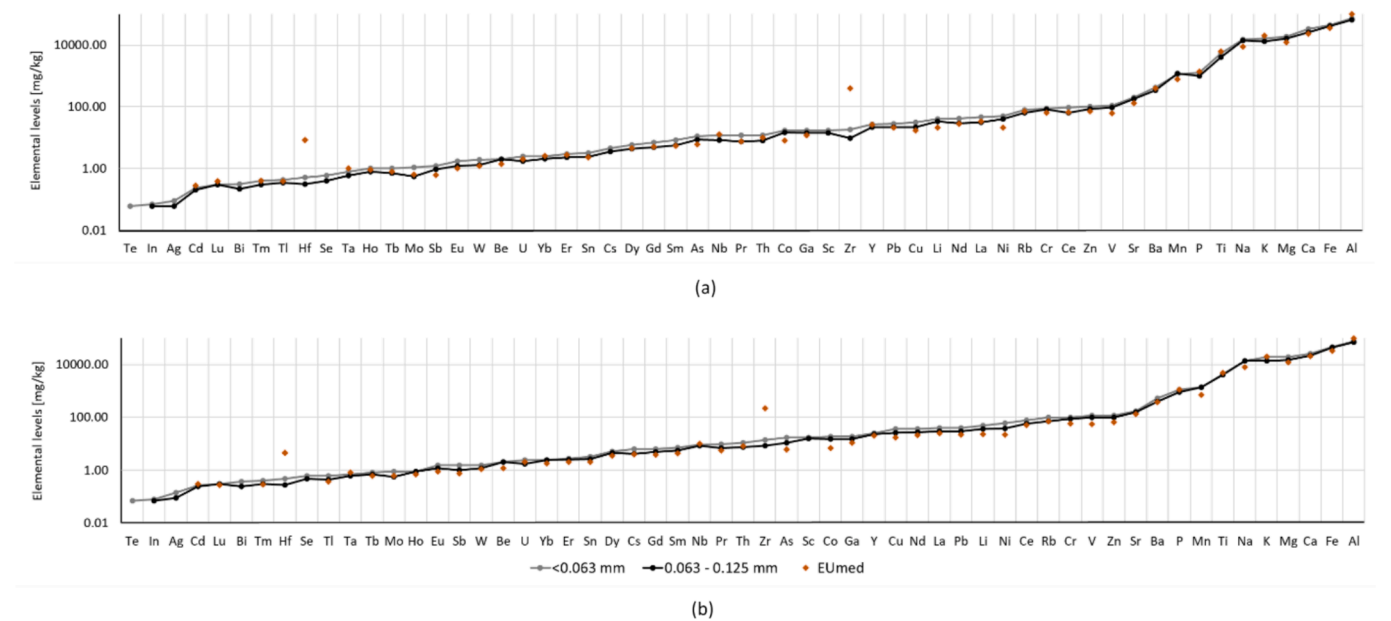 Elemental levels [mg/kg]
10000.00
100.00
1.00
0.01
Te In Ag Cd Lu Bi Tm Tl Hf Se Ta Ho Tb Mo Sb Eu W Be U Yb Er Sn Cs Dy Gd Sm As Nb Pr Th Co Ga Sc Zr Y Pb Cu Li Nd La Ni Rb Cr Ce Zn V Sr Ba Mn P Ti Na K Mg Ca Fe Al
(a)
Elemental levels [mg/kg]
10000.00
100.00
1.00
0.01
Te In Ag Cd Lu Bi Tm Hf Se Tl Ta Tb Mo Ho Eu Sb W Be U Yb Er Sn Dy Cs Gd Sm Nb Pr Th Zr As Sc Co Ga Y Cu Nd La Pb Li Ni Ce Rb Cr V Zn Sr Ba P Mn Ti Na K Mg Ca Fe Al
<0.063 mm 0.063 - 0.125 mm EUmed
(b)